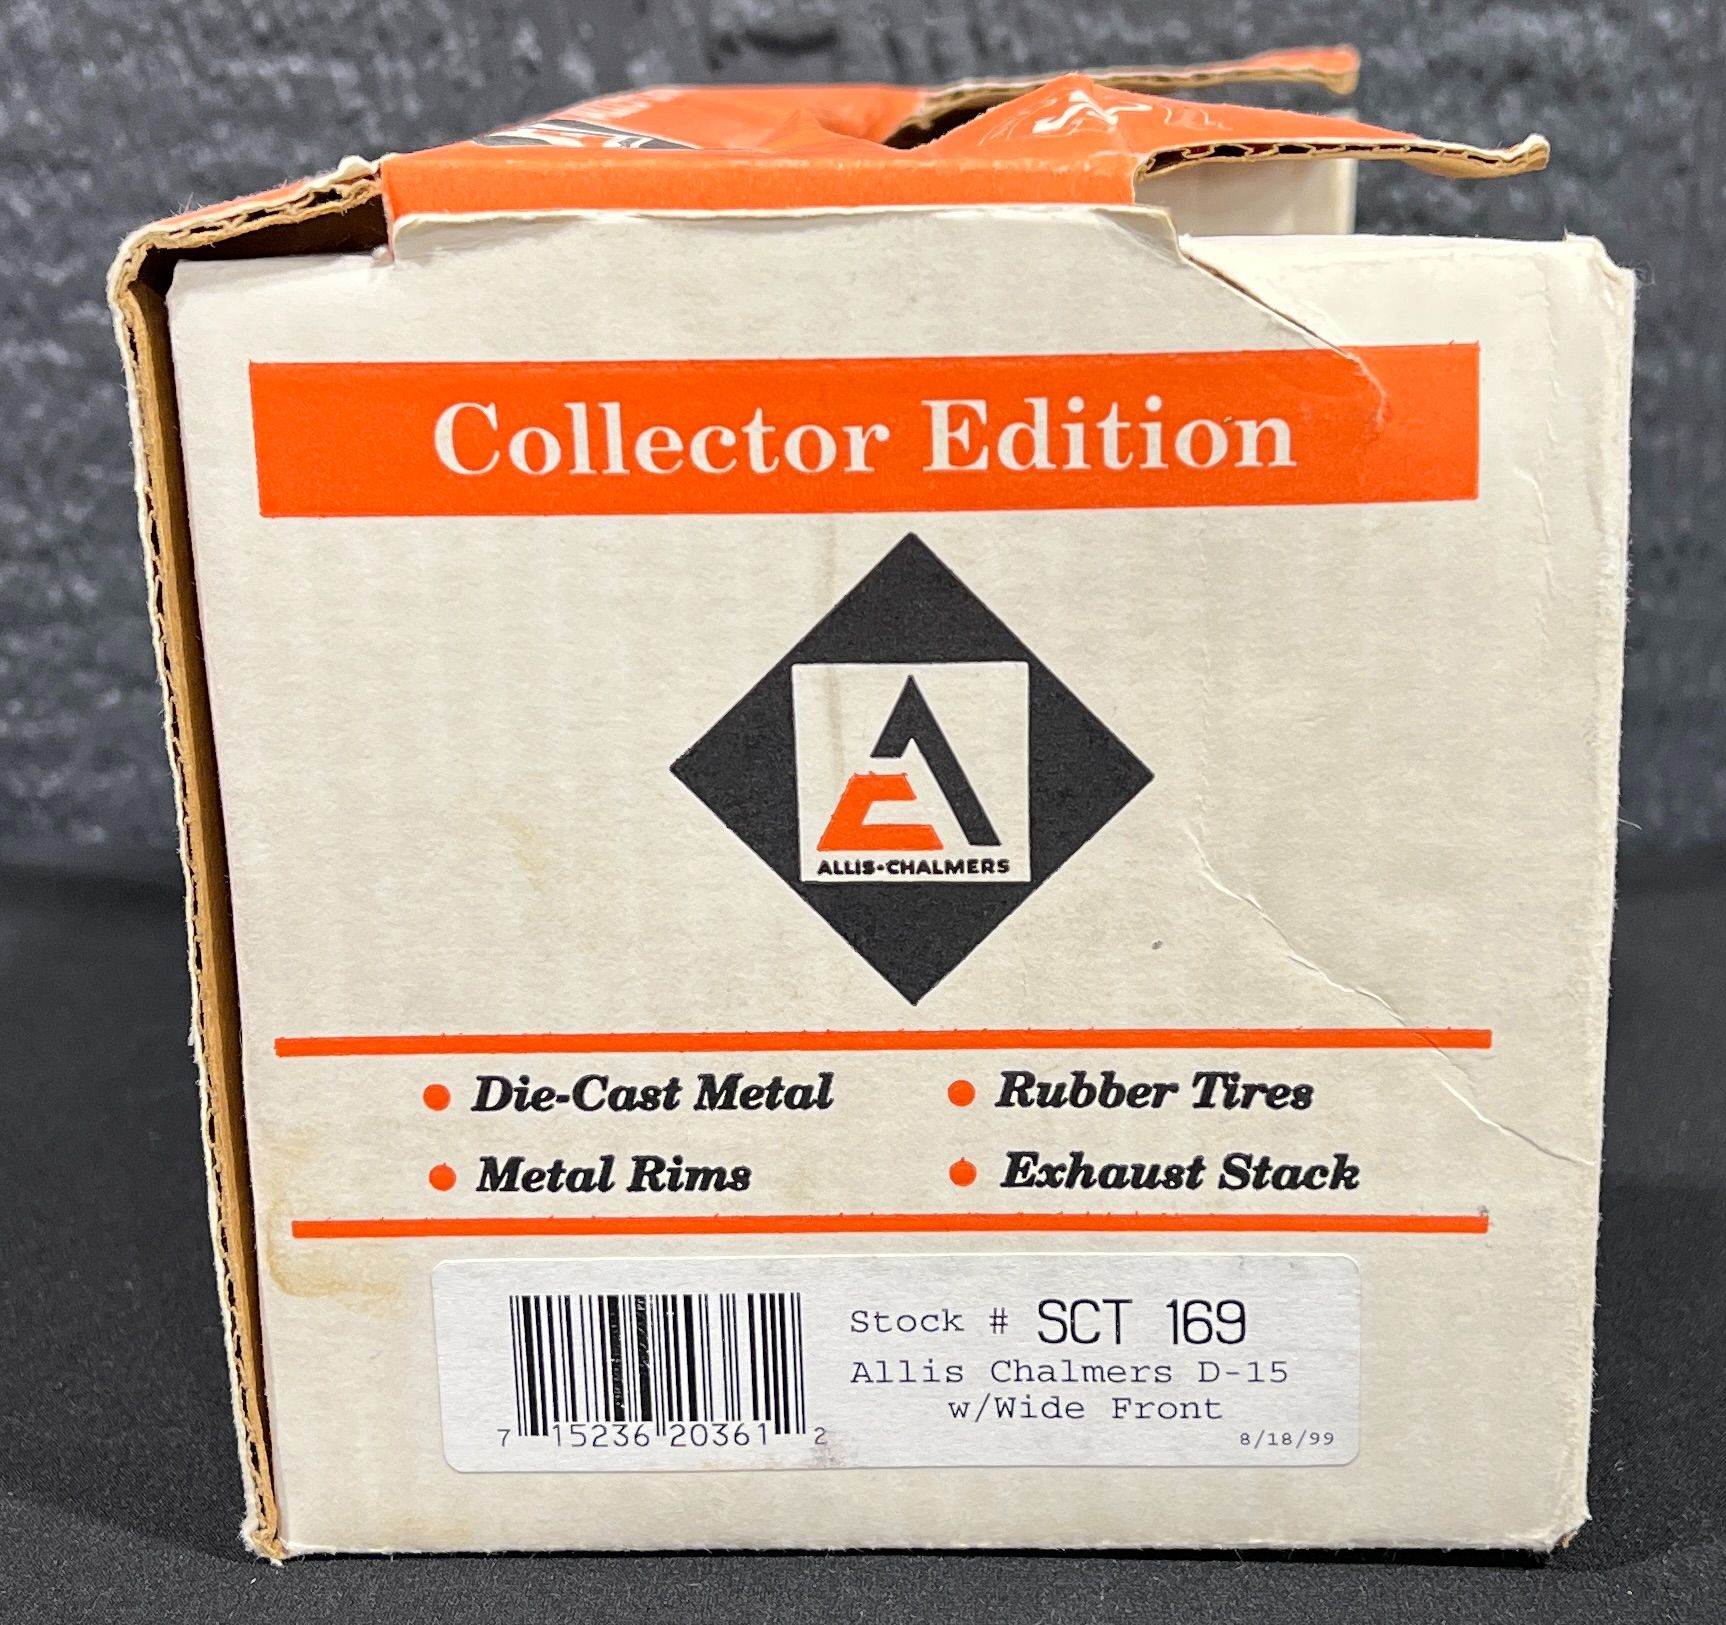 Collector Edition
ALLIS-CHALMERS
Die-Cast Metal
Rubber Tires
Metal Rims
Exhaust Stack
Stock # SCT 169
Allis Chalmers D-15
w/Wide Front
8/18/99
7 15236 20361 2